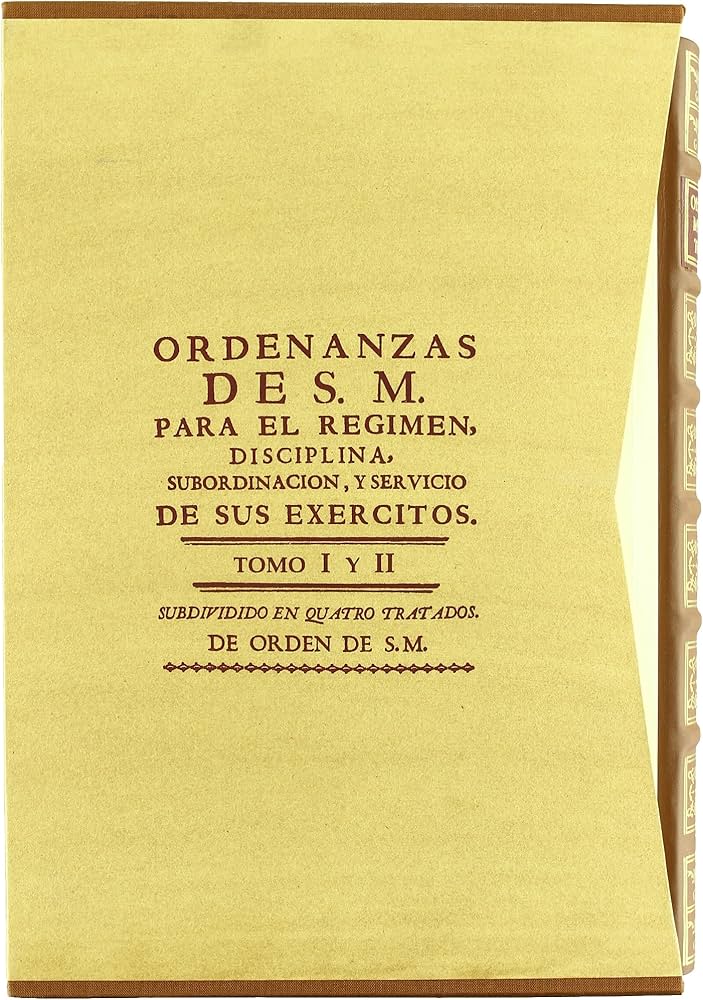 ORDENANZAS
DE S. M.
PARA EL REGIMEN,
DISCIPLINA,
SUBORDINACION, Y SERVICIO
DE SUS EXERCITOS.
TOMO I Y II
SUBDIVIDIDO EN QUATRO TRATADOS.
DE ORDEN DE S.M.